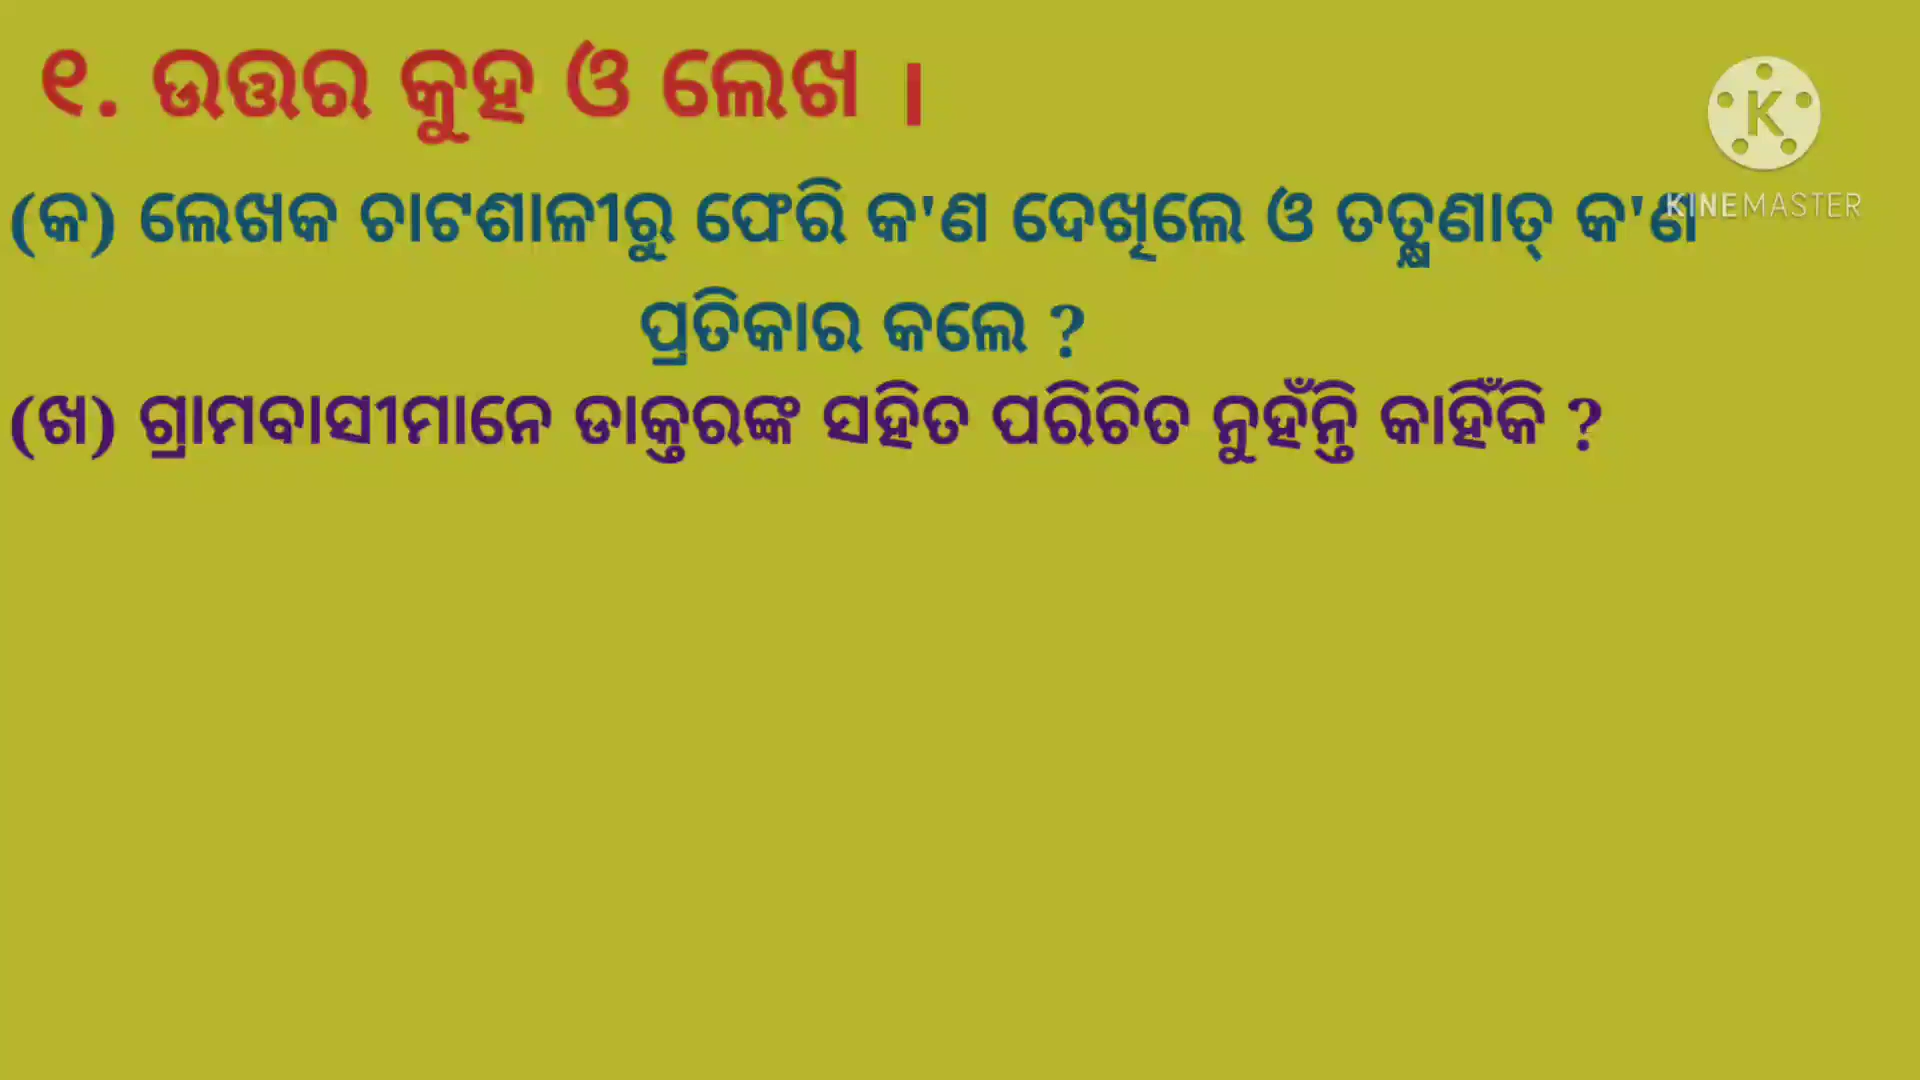 ୧. ଉତ୍ତର କୁହ ଓ ଲେଖ ।
(କ) ଲେଖକ ଚାଟଶାଳୀରୁ ଫେରି କ'ଣ ଦେଖିଲେ ଓ ତତ୍କ୍ଷଣାତ୍ କ'ଣ
ପ୍ରତିକାର କଲେ ?
(ଖ) ଗ୍ରାମବାସୀମାନେ ଡାକ୍ତରଙ୍କ ସହିତ ପରିଚିତ ନୁହଁନ୍ତି କାହିଁକି ?
K
KINEMASTER